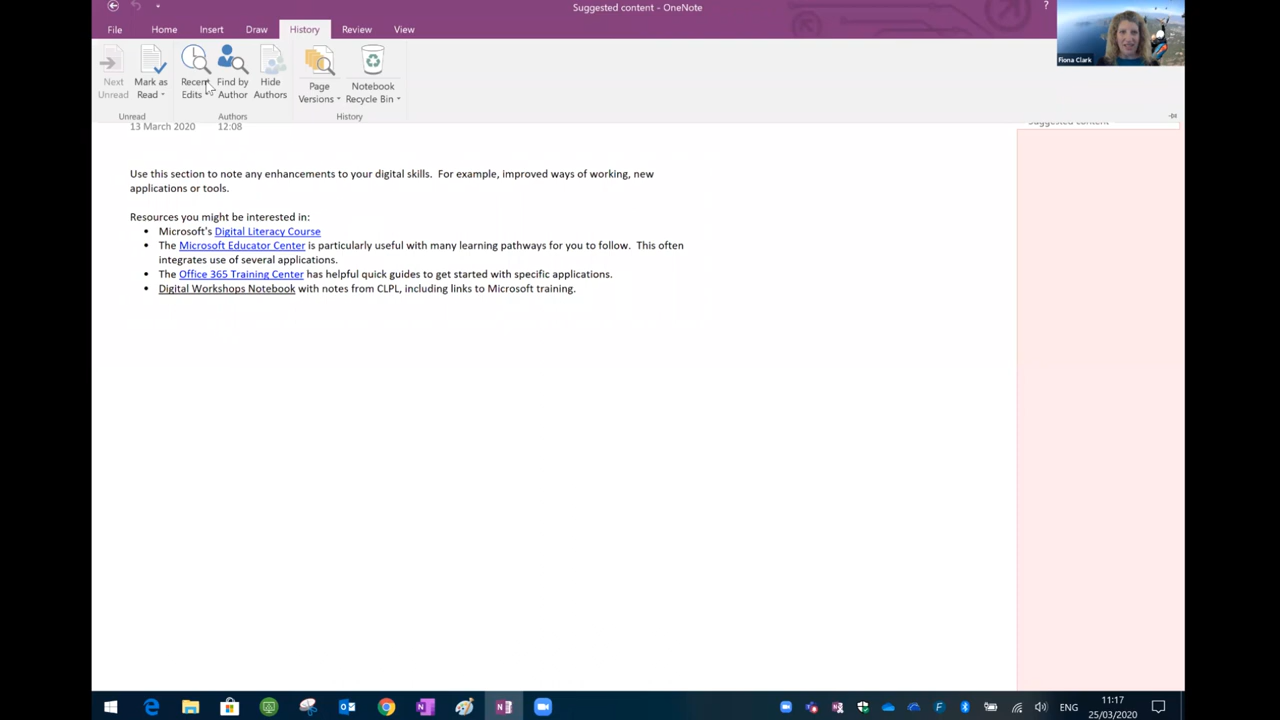 Suggested content - OneNote
?
File Home Insert Draw History Review View
Fiona Clark
Next Unread
Mark as Read
Recent Edits
Find by Author
Hide Authors
Page Versions
Notebook Recycle Bin
Unread Authors History
Suggested content
13 March 2020 12:08
Use this section to note any enhancements to your digital skills. For example, improved ways of working, new
applications or tools.
Resources you might be interested in:
• Microsoft's Digital Literacy Course
• The Microsoft Educator Center is particularly useful with many learning pathways for you to follow. This often
integrates use of several applications.
• The Office 365 Training Center has helpful quick guides to get started with specific applications.
• Digital Workshops Notebook with notes from CLPL, including links to Microsoft training.
ENG
11:17
25/03/2020